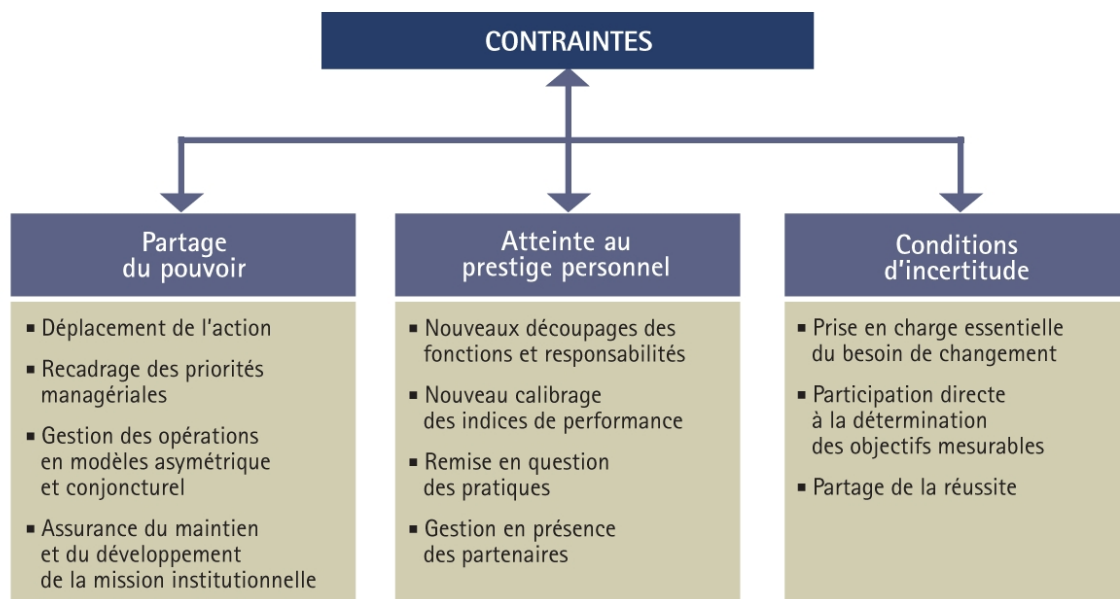 CONTRAINTES
Partage
du pouvoir
▪ Déplacement de l'action
▪ Recadrage des priorités
managériales
▪ Gestion des opérations
en modèles asymétrique
et conjoncturel
▪ Assurance du maintien
et du développement
de la mission institutionnelle
Atteinte au
prestige personnel
▪ Nouveaux découpages des
fonctions et responsabilités
▪ Nouveau calibrage
des indices de performance
▪ Remise en question
des pratiques
▪ Gestion en présence
des partenaires
Conditions
d'incertitude
▪ Prise en charge essentielle
du besoin de changement
▪ Participation directe
à la détermination
des objectifs mesurables
▪ Partage de la réussite